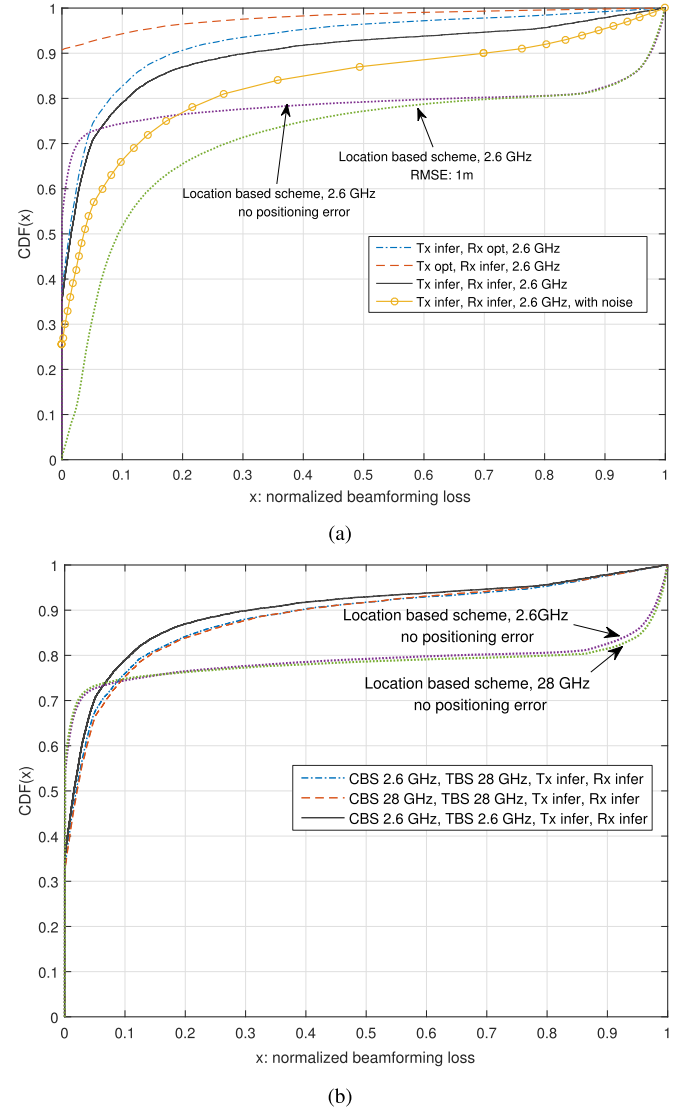 1
0.9
0.8
0.7
0.6
0.5
0.4
0.3
0.2
0.1
0
CDF(x)
Location based scheme, 2.6 GHz
RMSE: 1m
Location based scheme, 2.6 GHz
no positioning error
Tx infer, Rx opt, 2.6 GHz
Tx opt, Rx infer, 2.6 GHz
Tx infer, Rx infer, 2.6 GHz
Tx infer, Rx infer, 2.6 GHz, with noise
0 0.1 0.2 0.3 0.4 0.5 0.6 0.7 0.8 0.9 1
x: normalized beamforming loss
(a)
1
0.9
0.8
0.7
0.6
0.5
0.4
0.3
0.2
0.1
0
CDF(x)
Location based scheme, 2.6GHz
no positioning error
Location based scheme, 28 GHz
no positioning error
CBS 2.6 GHz, TBS 28 GHz, Tx infer, Rx infer
CBS 28 GHz, TBS 28 GHz, Tx infer, Rx infer
CBS 2.6 GHz, TBS 2.6 GHz, Tx infer, Rx infer
0 0.1 0.2 0.3 0.4 0.5 0.6 0.7 0.8 0.9 1
x: normalized beamforming loss
(b)